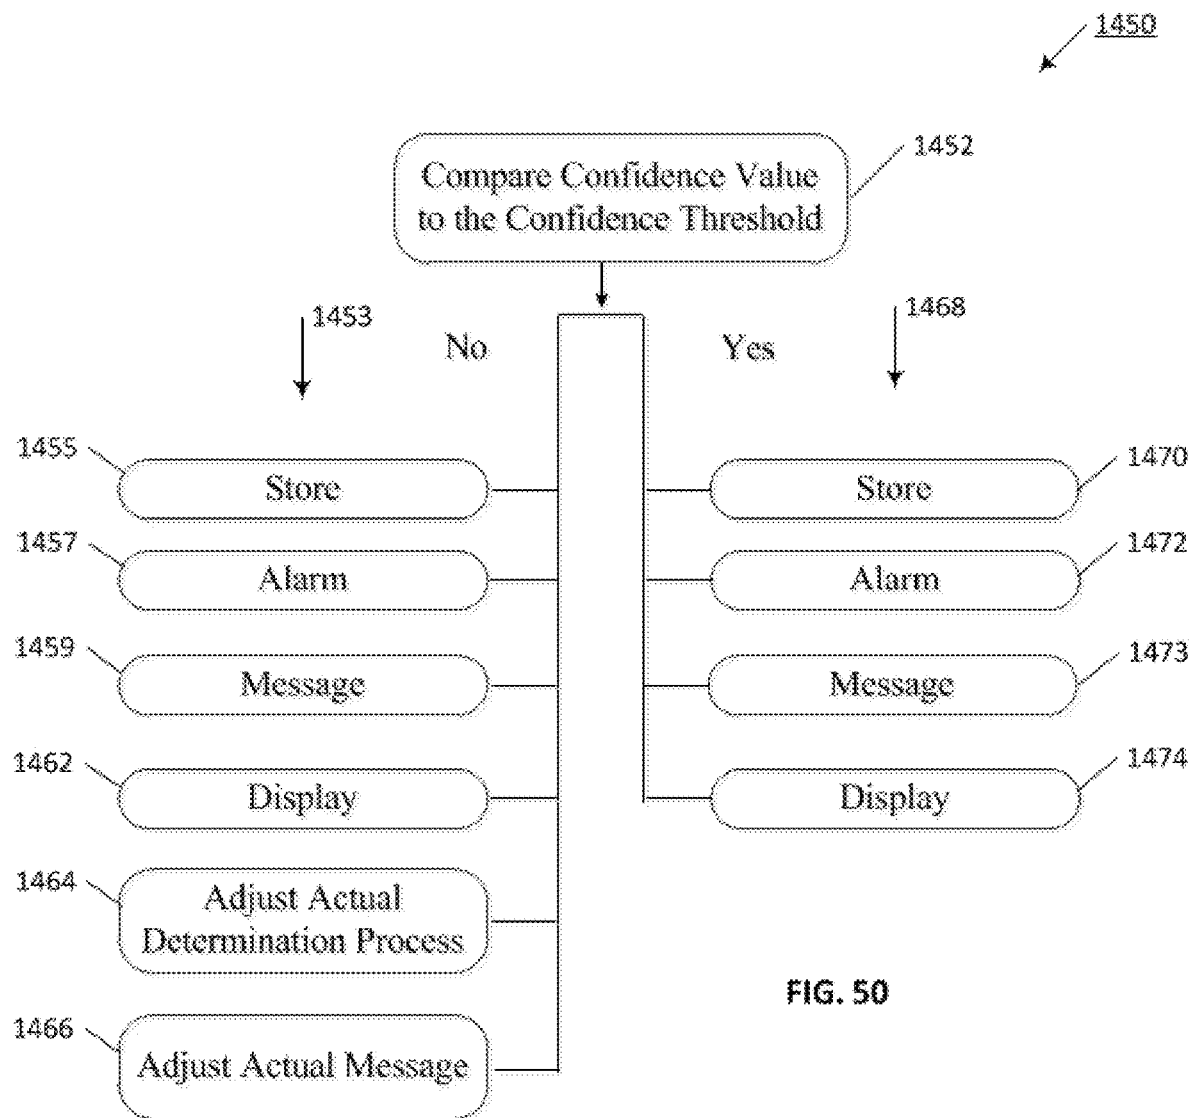 1450
1452
Compare Confidence Value
to the Confidence Threshold
1453
No
Yes
1468
1455
Store
Store
1470
1457
Alarm
Alarm
1472
1459
Message
Message
1473
1462
Display
Display
1474
1464
Adjust Actual
Determination Process
FIG. 50
1466
Adjust Actual Message